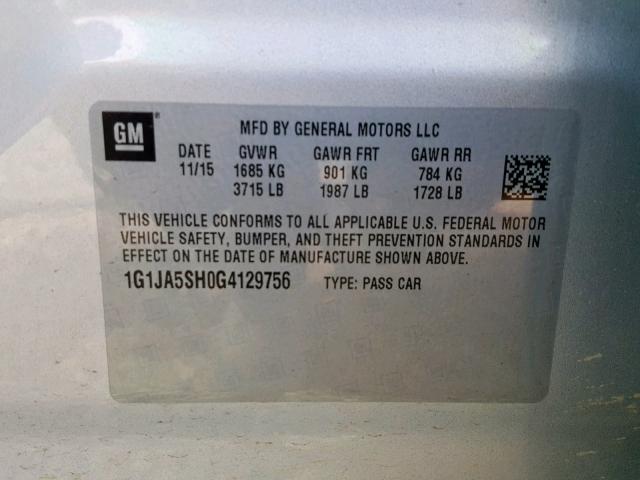 GM ® MFD BY GENERAL MOTORS LLC
DATE GVWR GAWR FRT GAWR RR
11/15 1685 KG 901 KG 784 KG
3715 LB 1987 LB 1728 LB
THIS VEHICLE CONFORMS TO ALL APPLICABLE U.S. FEDERAL MOTOR
VEHICLE SAFETY, BUMPER, AND THEFT PREVENTION STANDARDS IN
EFFECT ON THE DATE OF MANUFACTURE SHOWN ABOVE.
1G1JA5SH0G4129756 TYPE: PASS CAR